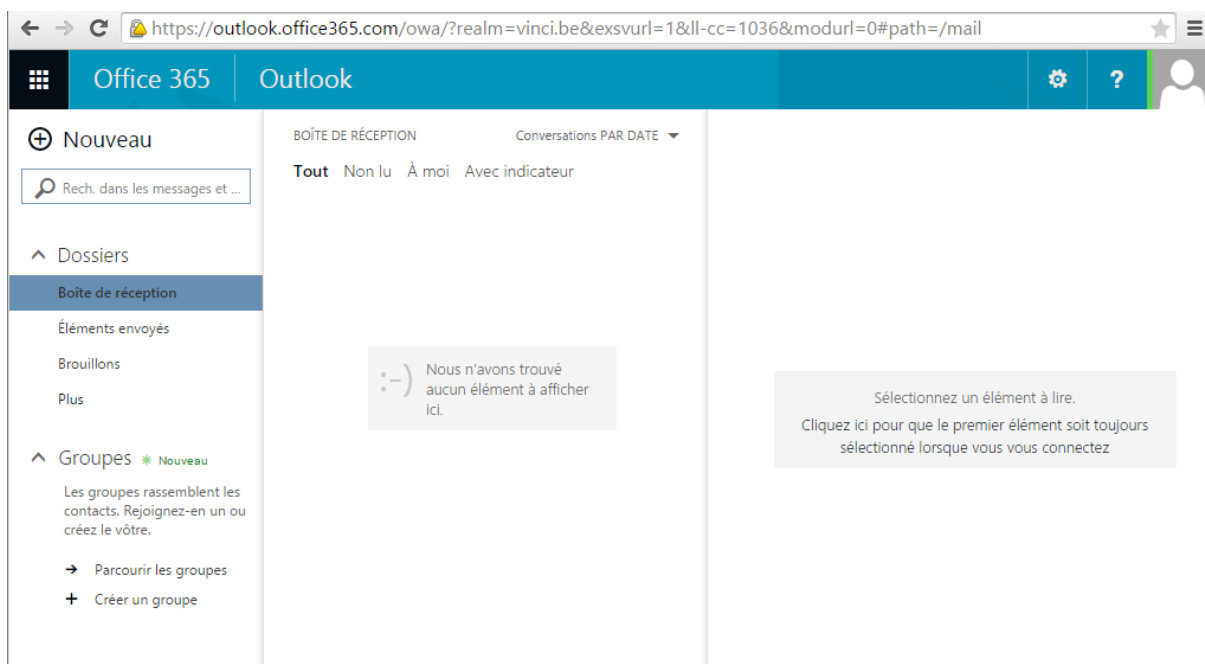 https://outlook.office365.com/owa/?realm=vinci.be&exsvurl=1&ll-cc=1036&modurl=0#path=/mail
Office 365 Outlook ?
Nouveau
Rech. dans les messages et ...
Dossiers
Boîte de réception
Éléments envoyés
Brouillons
Plus
Groupes Nouveau
Les groupes rassemblent les
contacts. Rejoignez-en un ou
créez le vôtre.
Parcourir les groupes
Créer un groupe
BOÎTE DE RÉCEPTION Conversations PAR DATE
Tout Non lu À moi Avec indicateur
:-)
Nous n'avons trouvé
aucun élément à afficher
ici.
Sélectionnez un élément à lire.
Cliquez ici pour que le premier élément soit toujours
sélectionné lorsque vous vous connectez